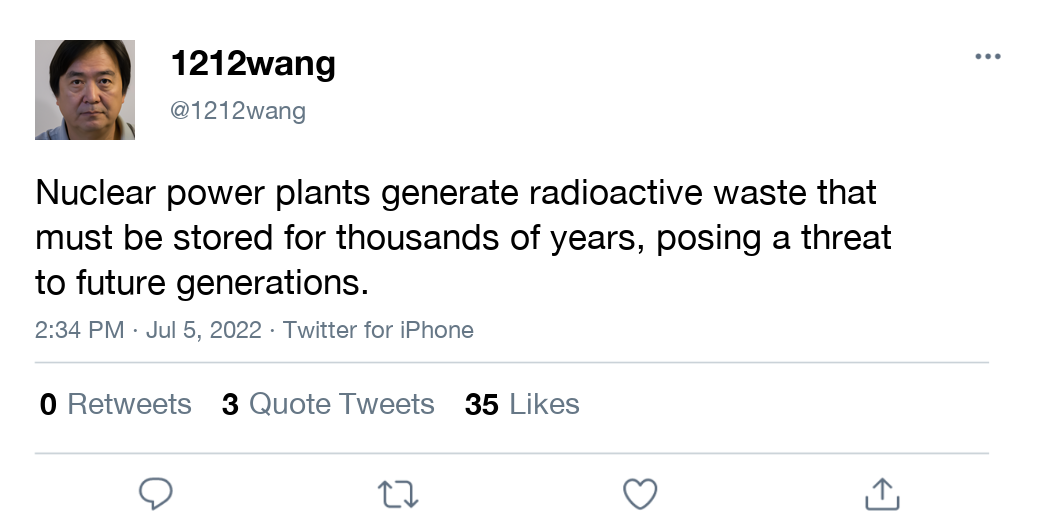 1212wang
@1212wang
Nuclear power plants generate radioactive waste that
must be stored for thousands of years, posing a threat
to future generations.
2:34 PM · Jul 5, 2022 · Twitter for iPhone
0 Retweets 3 Quote Tweets 35 Likes